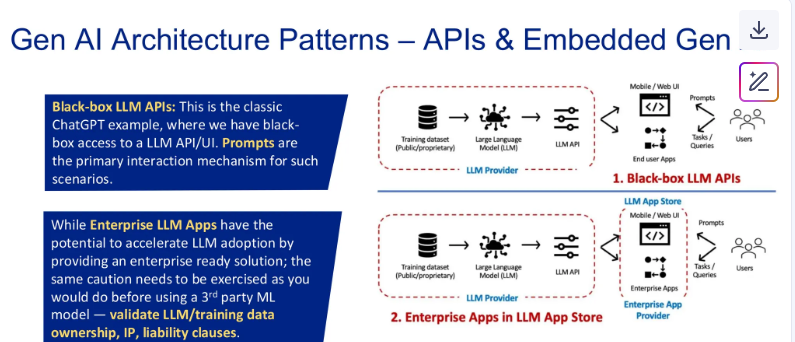 Gen AI Architecture Patterns – APIs & Embedded Gen
Black-box LLM APIs: This is the classic
ChatGPT example, where we have black-
box access to a LLM API/UI. Prompts are
the primary interaction mechanism for such
scenarios.
Training dataset
(Public/proprietary)
Large Language
Model (LLM)
LLM API
LLM Provider
Mobile / Web UI
</>
End user Apps
Prompts
Tasks /
Queries
Users
1. Black-box LLM APIs
While Enterprise LLM Apps have the
potential to accelerate LLM adoption by
providing an enterprise ready solution; the
same caution needs to be exercised as you
would do before using a 3rd party ML
model — validate LLM/training data
ownership, IP, liability clauses.
LLM App Store
Training dataset
(Public/proprietary)
Large Language
Model (LLM)
LLM API
LLM Provider
Mobile / Web UI
</>
Enterprise Apps
Enterprise App
Provider
Prompts
Tasks /
Queries
Users
2. Enterprise Apps in LLM App Store